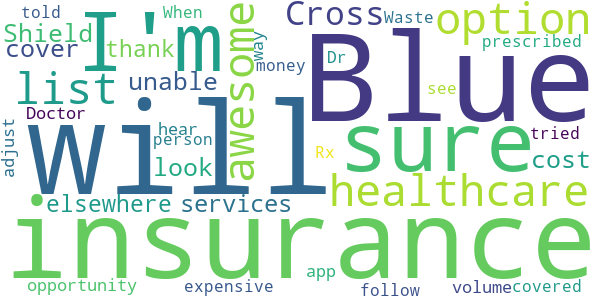 told
When
Cross
Waste
option
Shield
I'm
thank
awesome
way
Blue
cover
prescribed
money
Dr
list
unable
see
will
Doctor
hear
sure
tried
adjust
person
look
Rx
cost
healthcare
elsewhere
services
insurance
app
opportunity
expensive
follow
volume
covered